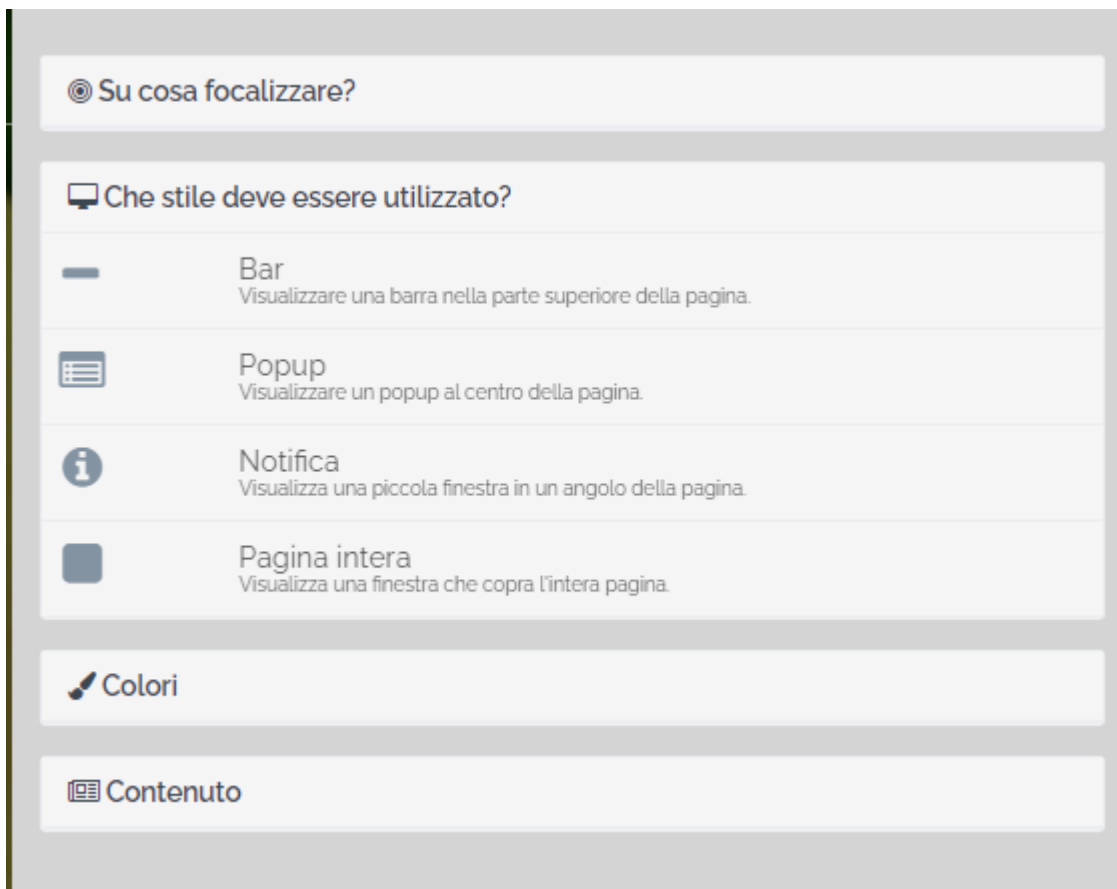 Su cosa focalizzare?
Che stile deve essere utilizzato?
Bar
Visualizzare una barra nella parte superiore della pagina.
Popup
Visualizzare un popup al centro della pagina.
Notifica
Visualizza una piccola finestra in un angolo della pagina.
Pagina intera
Visualizza una finestra che copra l'intera pagina.
Colori
Contenuto